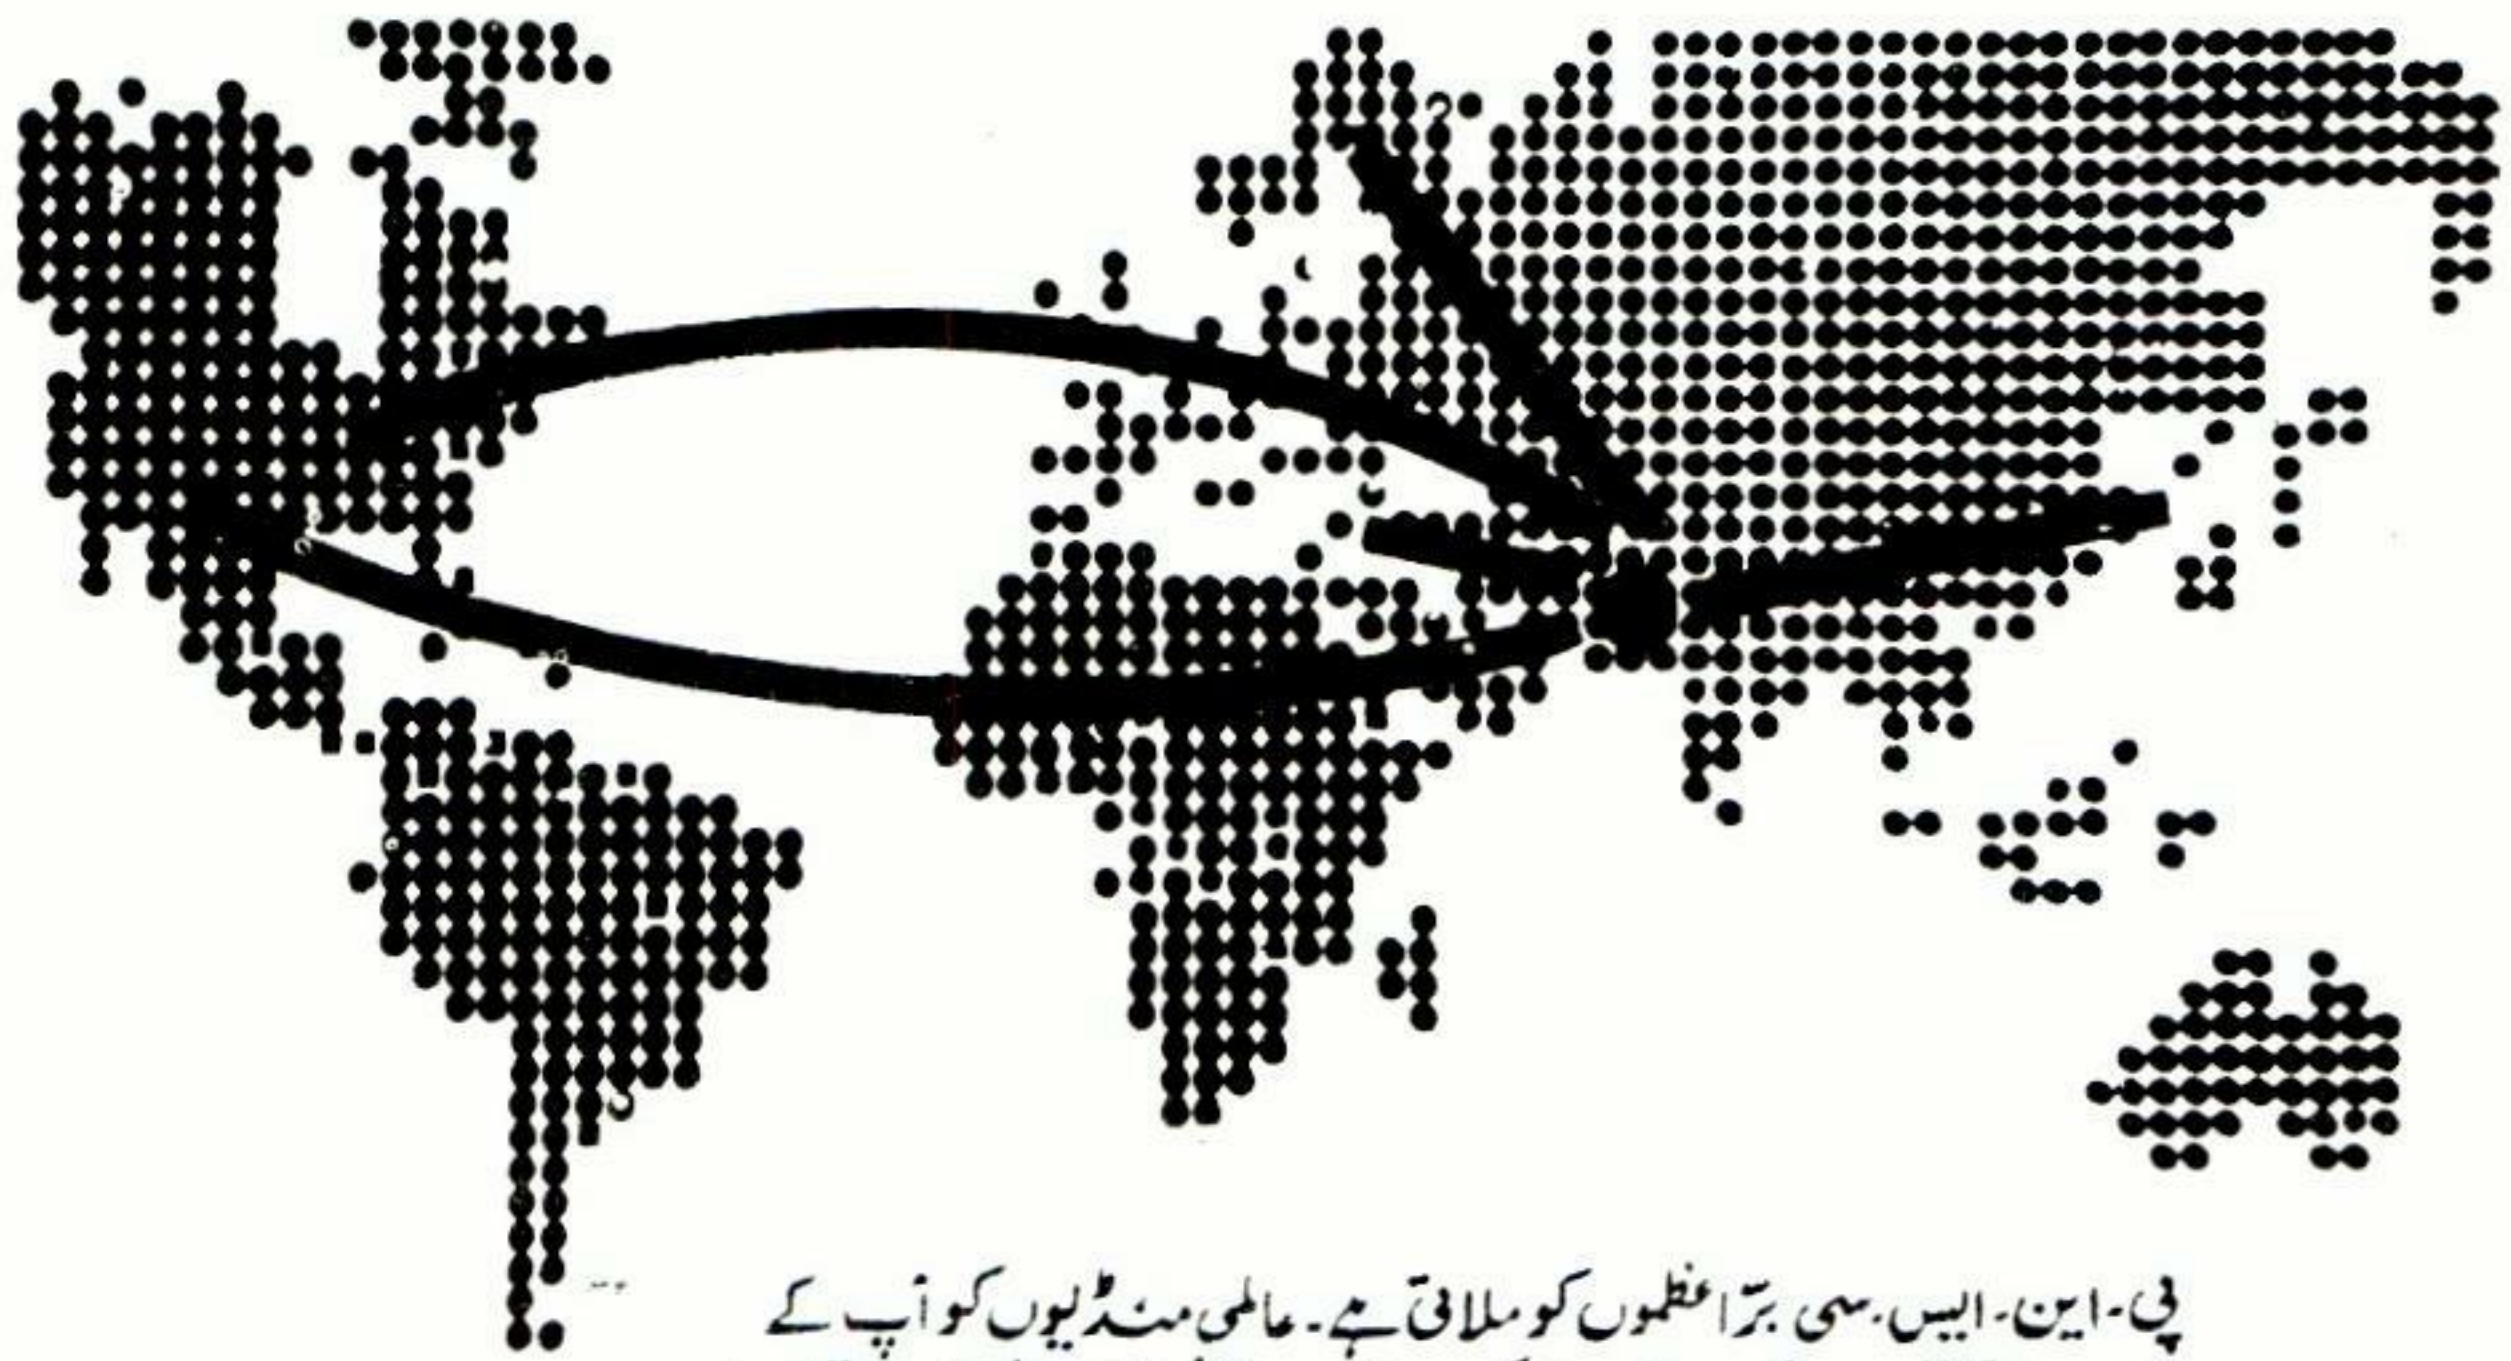 پی۔ این۔ ایس۔ سی برّاعظموں کو ملاتی ہے۔ عالمی منڈیوں کو آپ کے